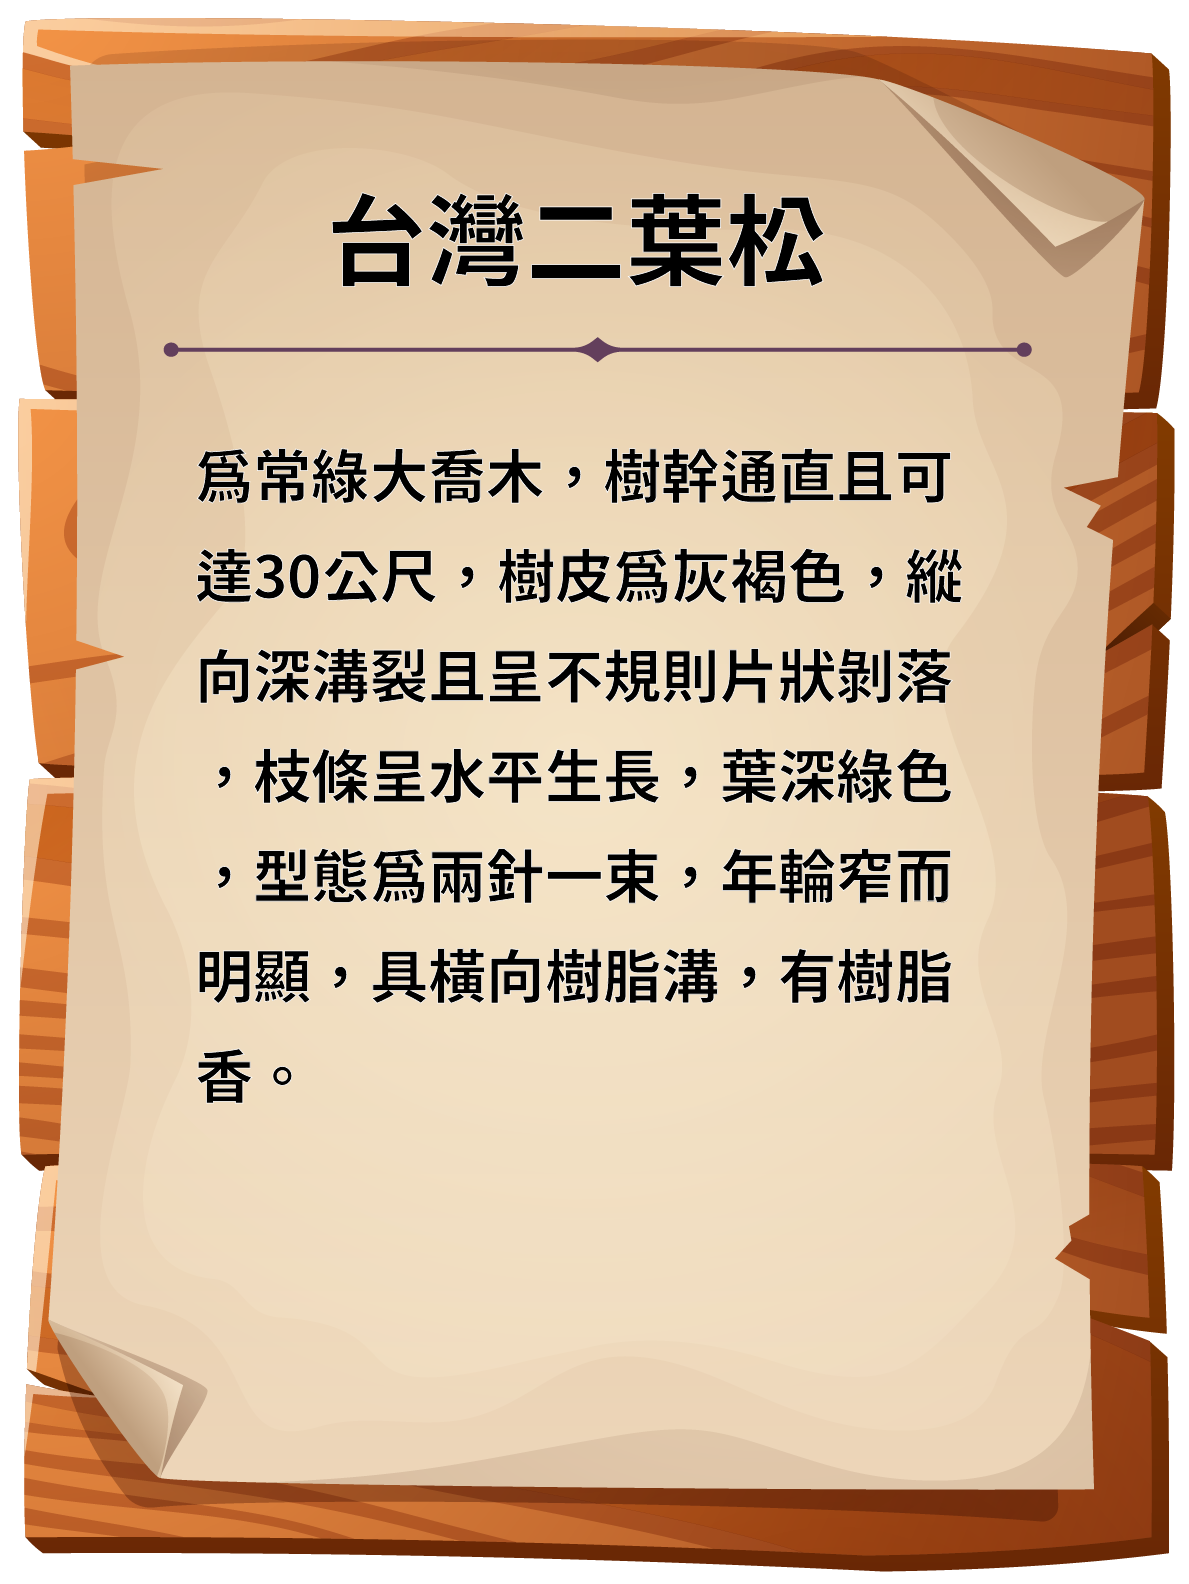 台灣二葉松
爲常綠大喬木，樹幹通直且可
達30公尺，樹皮爲灰褐色，縱
向深溝裂且呈不規則片狀剝落
，枝條呈水平生長，葉深綠色
，型態爲兩針一束，年輪窄而
明顯，具橫向樹脂溝，有樹脂
香。